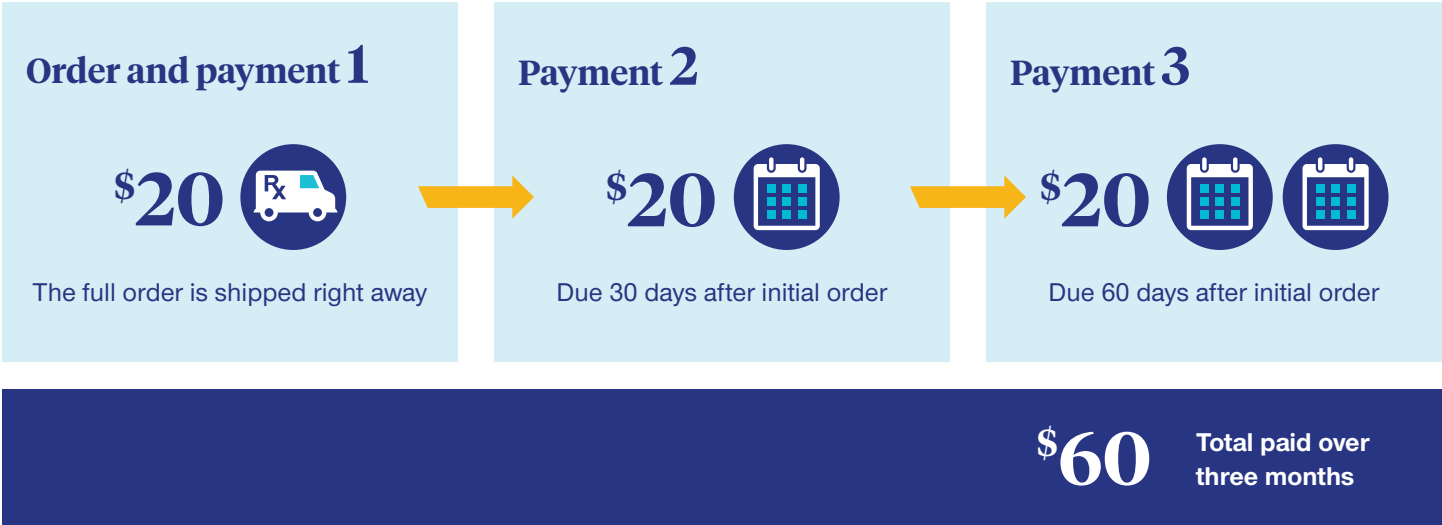 Order and payment 1
$20
Rx
The full order is shipped right away
Payment 2
$20
Due 30 days after initial order
Payment 3
$20
Due 60 days after initial order
$60
Total paid over
three months